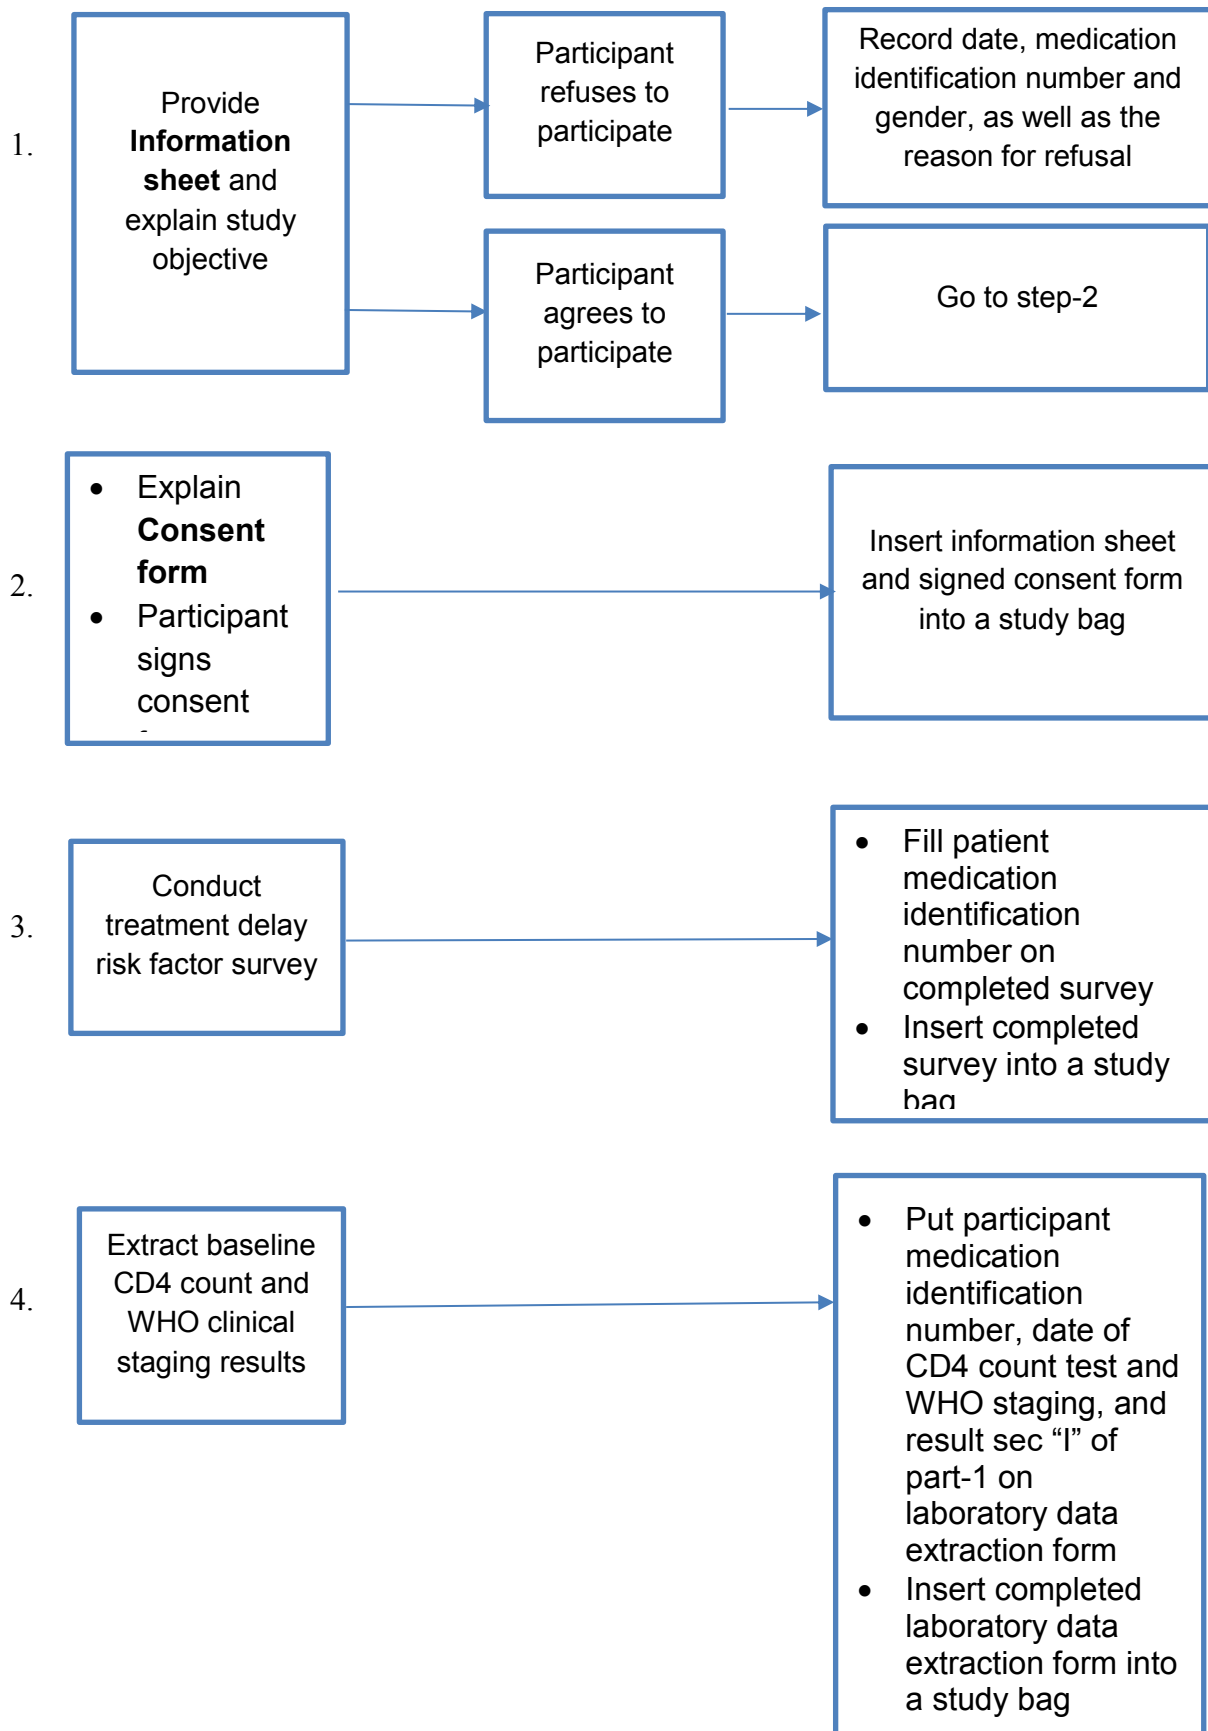 1.
Provide
Information
sheet and
explain study
objective
Participant
refuses to
participate
Record date, medication
identification number and
gender, as well as the
reason for refusal
Participant
agrees to
participate
Go to step-2
2.
• Explain
Consent
form
• Participant
signs
consent
Insert information sheet
and signed consent form
into a study bag
3.
Conduct
treatment delay
risk factor survey
• Fill patient
medication
identification
number on
completed survey
• Insert completed
survey into a study
bag
4.
Extract baseline
CD4 count and
WHO clinical
staging results
• Put participant
medication
identification
number, date of
CD4 count test and
WHO staging, and
result sec “I” of
part-1 on
laboratory data
extraction form
• Insert completed
laboratory data
extraction form into
a study bag